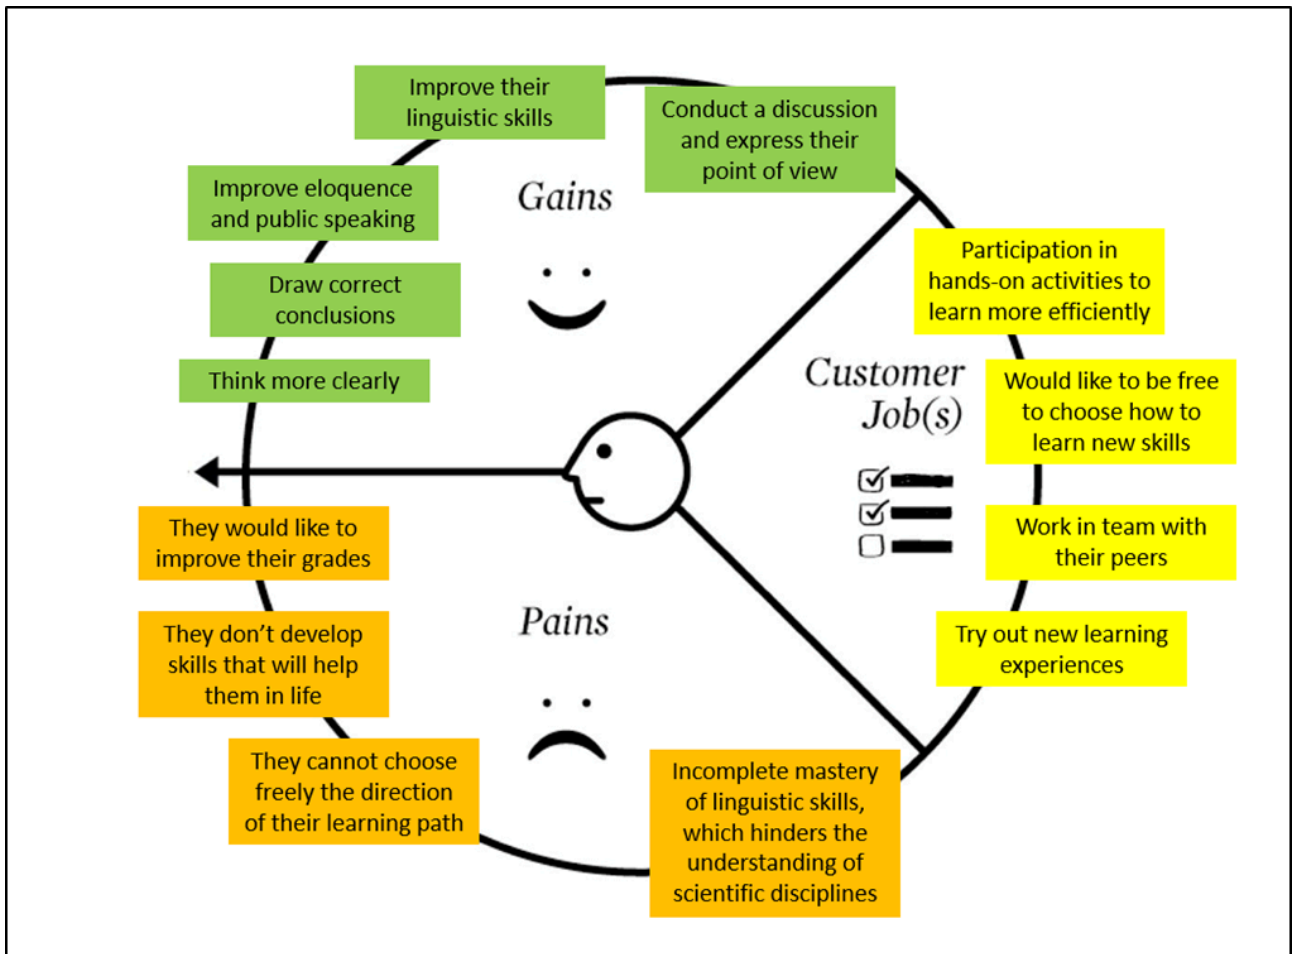 Improve their
linguistic skills
Conduct a discussion
and express their
point of view
Improve eloquence
and public speaking
Gains
Draw correct
conclusions
Think more clearly
Participation in
hands-on activities to
learn more efficiently
Customer
Job(s)
Would like to be free
to choose how to
learn new skills
Work in team with
their peers
Try out new learning
experiences
They would like to
improve their grades
Pains
They don’t develop
skills that will help
them in life
They cannot choose
freely the direction
of their learning path
Incomplete mastery
of linguistic skills,
which hinders the
understanding of
scientific disciplines